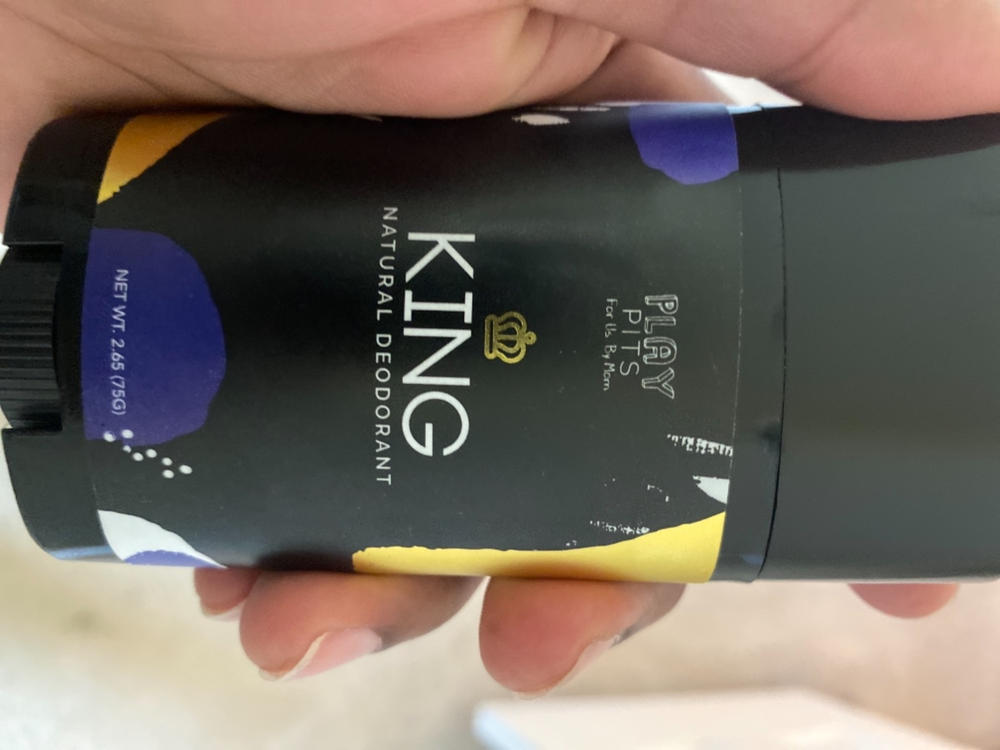 PLAY
PITS
For Us. By Mom
KING
NATURAL DEODORANT
NET WT. 2.65 (75G)